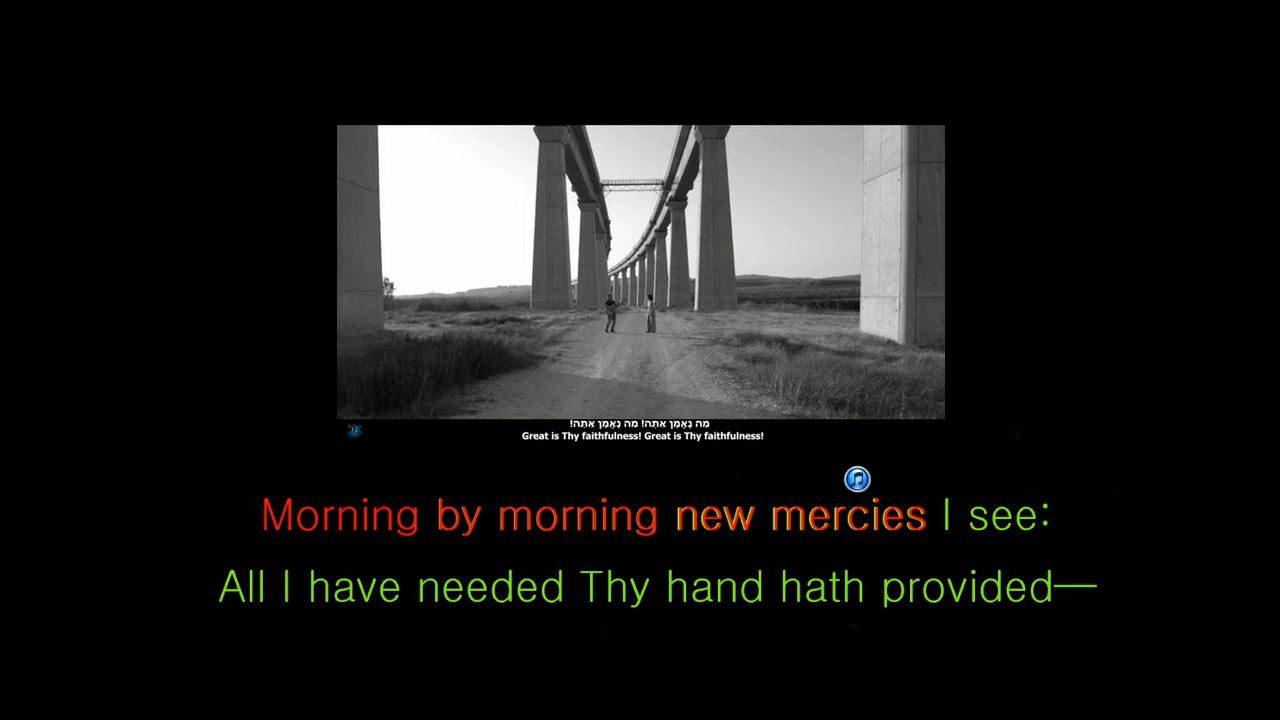 מה נֶאֱמָן אתה! מה נֶאֱמָן אתה!
Great is Thy faithfulness! Great is Thy faithfulness!
Morning by morning new mercies I see:
All I have needed Thy hand hath provided—